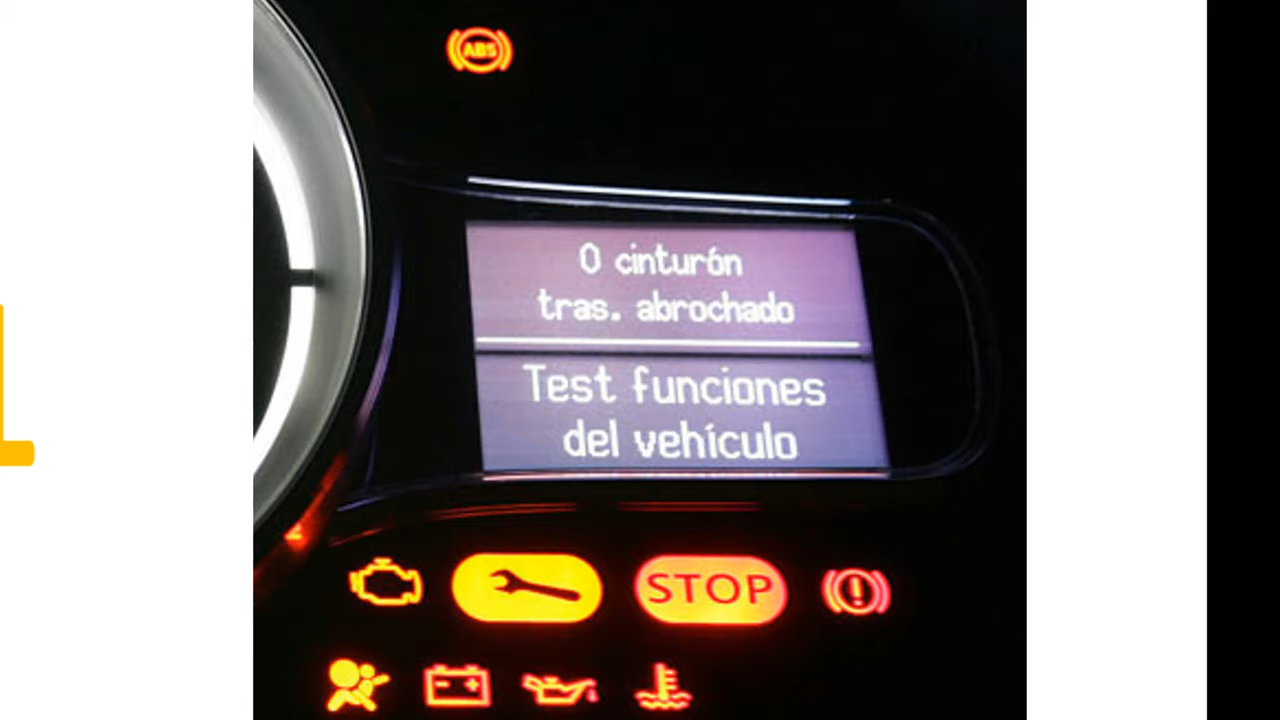 ABS
0 cinturón
tras. abrochado
Test funciones
del vehículo
STOP